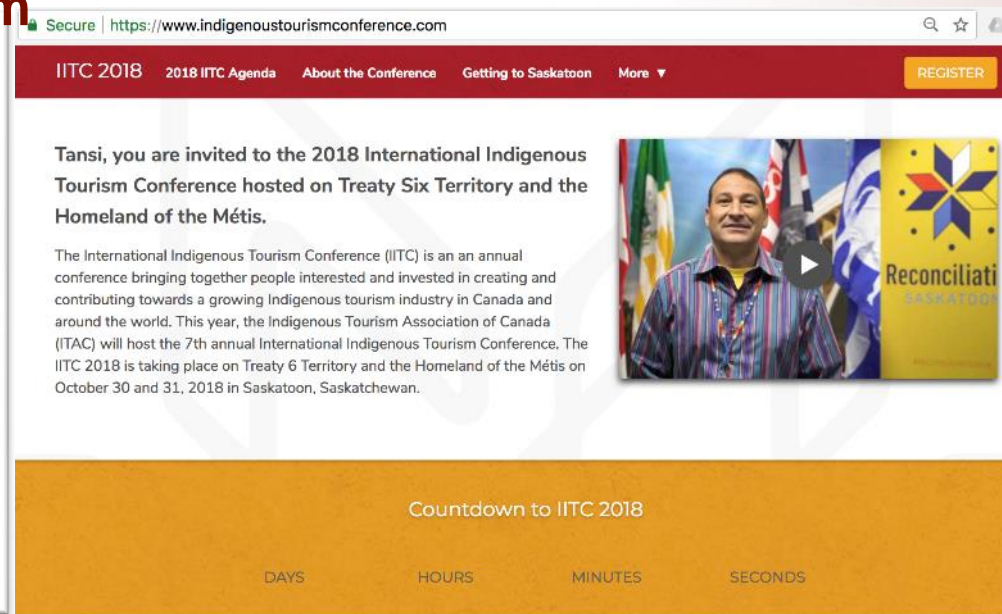 m
Secure | https://www.indigenoustourismconference.com
IITC 2018 2018 IITC Agenda About the Conference Getting to Saskatoon More ▼ REGISTER
Tansi, you are invited to the 2018 International Indigenous
Tourism Conference hosted on Treaty Six Territory and the
Homeland of the Métis.
The International Indigenous Tourism Conference (IITC) is an an annual
conference bringing together people interested and invested in creating and
contributing towards a growing Indigenous tourism industry in Canada and
around the world. This year, the Indigenous Tourism Association of Canada
(ITAC) will host the 7th annual International Indigenous Tourism Conference. The
IITC 2018 is taking place on Treaty 6 Territory and the Homeland of the Métis on
October 30 and 31, 2018 in Saskatoon, Saskatchewan.
Reconciliati
SASKATOON
Countdown to IITC 2018
DAYS HOURS MINUTES SECONDS